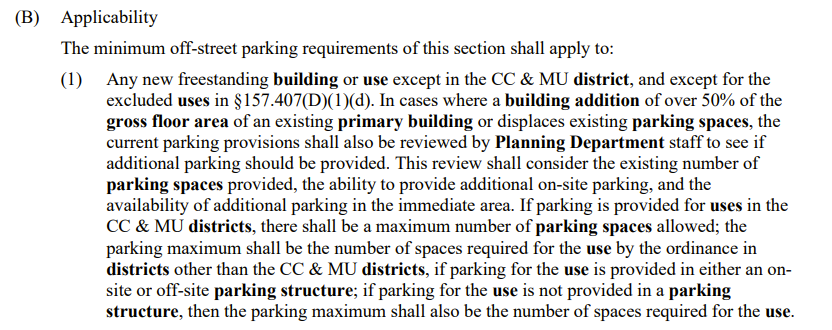 (B) Applicability
The minimum off-street parking requirements of this section shall apply to:
(1) Any new freestanding building or use except in the CC & MU district, and except for the
excluded uses in §157.407(D)(1)(d). In cases where a building addition of over 50% of the
gross floor area of an existing primary building or displaces existing parking spaces, the
current parking provisions shall also be reviewed by Planning Department staff to see if
additional parking should be provided. This review shall consider the existing number of
parking spaces provided, the ability to provide additional on-site parking, and the
availability of additional parking in the immediate area. If parking is provided for uses in the
CC & MU districts, there shall be a maximum number of parking spaces allowed; the
parking maximum shall be the number of spaces required for the use by the ordinance in
districts other than the CC & MU districts, if parking for the use is provided in either an on-
site or off-site parking structure; if parking for the use is not provided in a parking
structure, then the parking maximum shall also be the number of spaces required for the use.